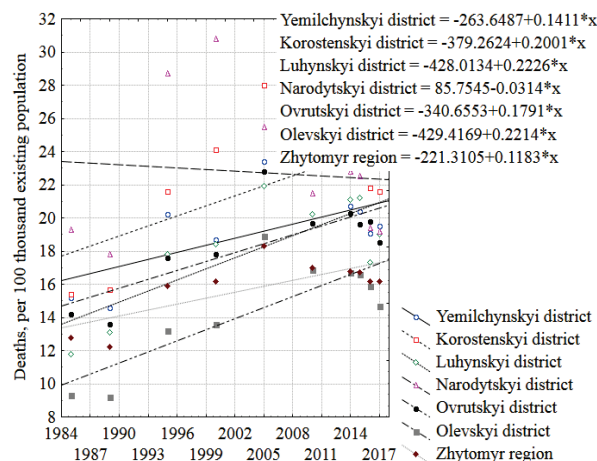 Yemilchynskyi district = -263.6487+0.1411*x
Korostenskyi district = -379.2624+0.2001*x
Luhynskyi district = -428.0134+0.2226*x
Narodytskyi district = 85.7545-0.0314*x
Ovrutskyi district = -340.6553+0.1791*x
Olevskyi district = -429.4169+0.2214*x
Zhytomyr region = -221.3105+0.1183*x
Deaths, per 100 thousand existing population
32
30
28
26
24
22
20
18
16
14
12
10
8
1984 1990 1996 2002 2008 2014
1987 1993 1999 2005 2011 2017
Yemilchynskyi district
Korostenskyi district
Luhynskyi district
Narodytskyi district
Ovrutskyi district
Olevskyi district
Zhytomyr region